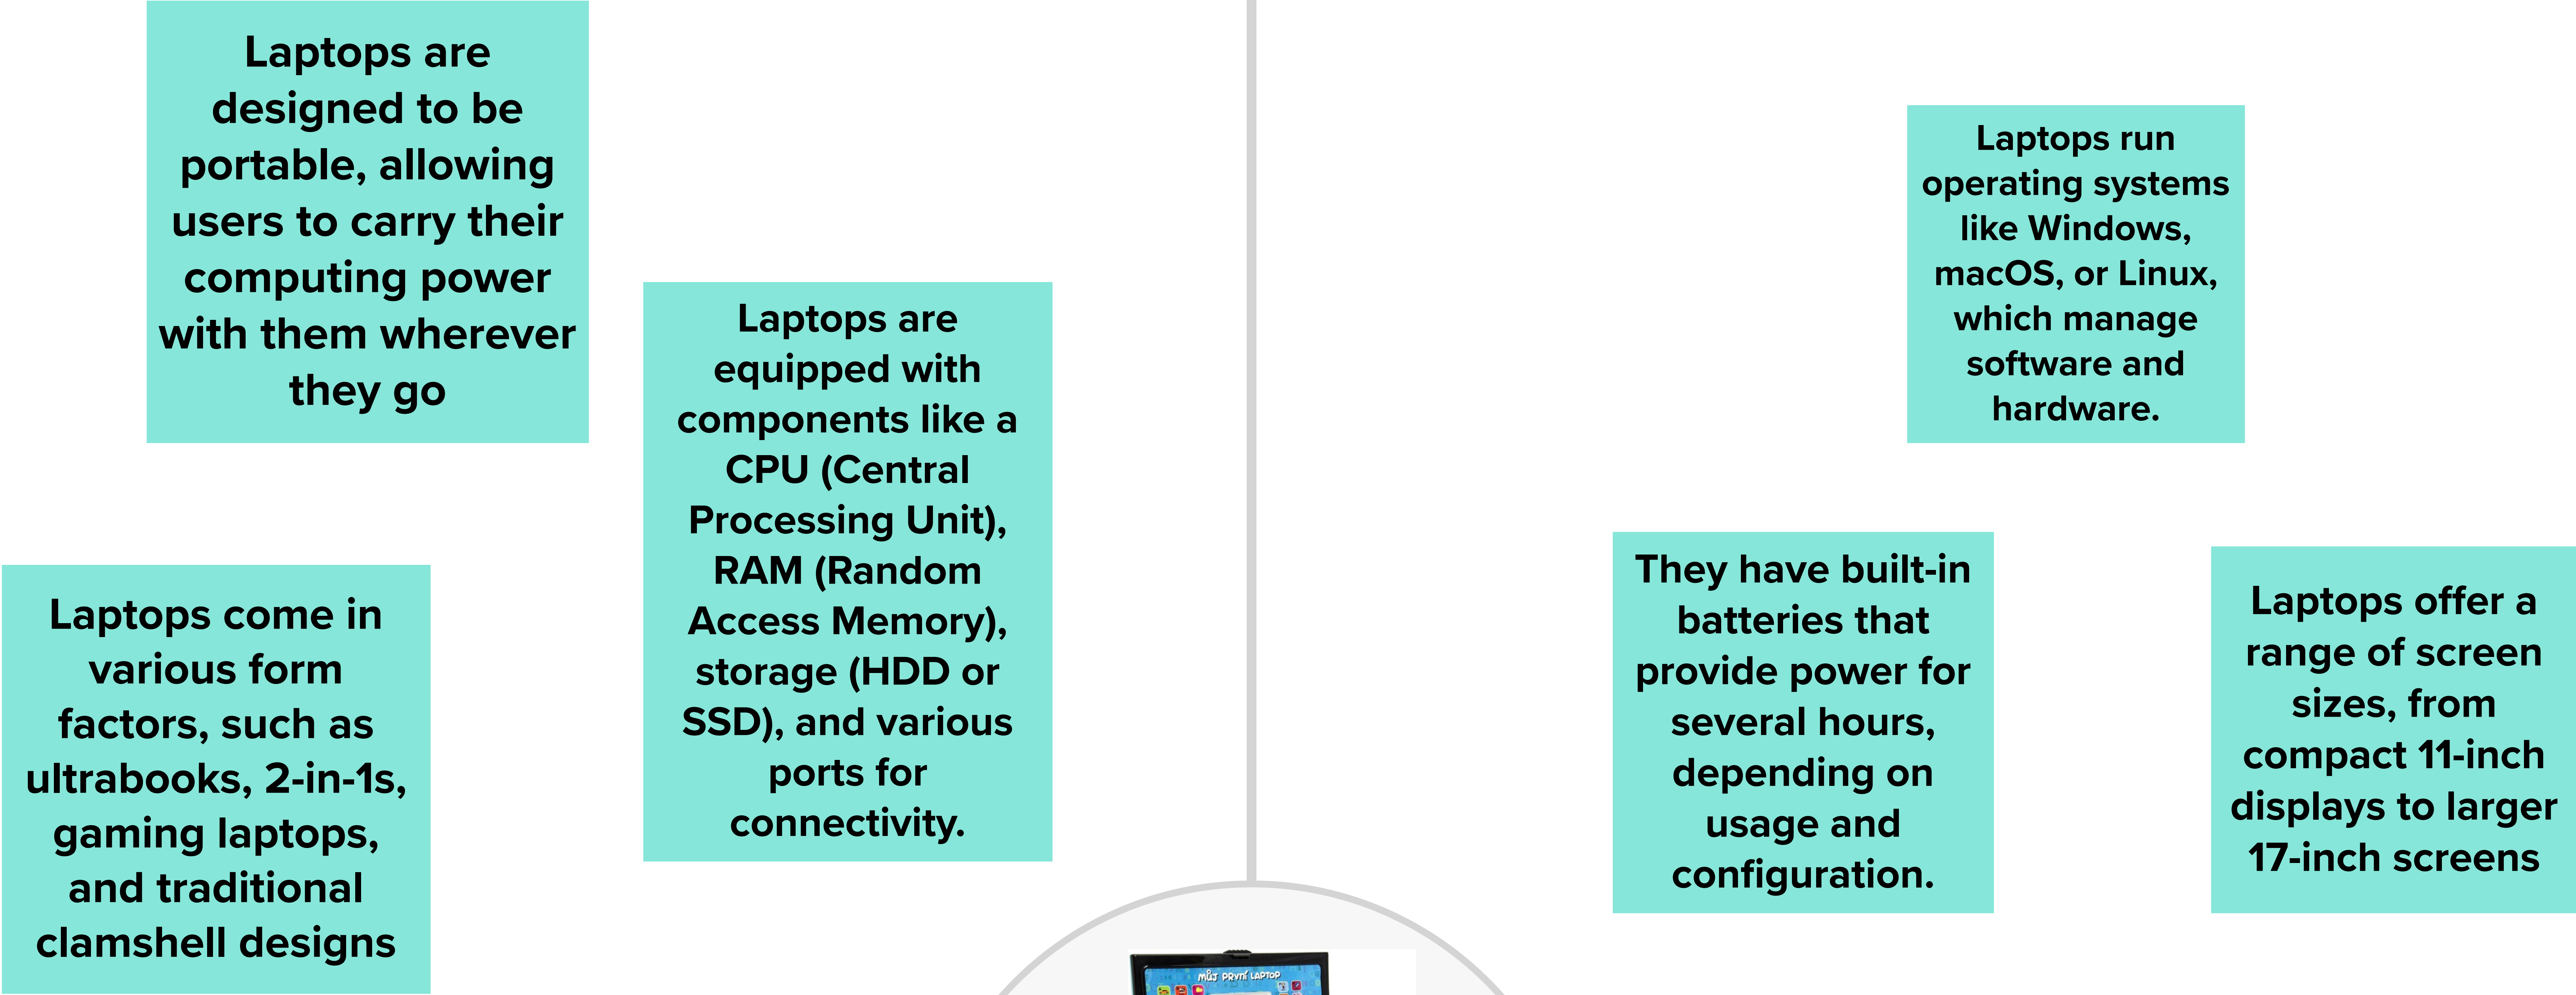 Laptops are
designed to be
portable, allowing
users to carry their
computing power
with them wherever
they go
Laptops are
equipped with
components like a
CPU (Central
Processing Unit),
RAM (Random
Access Memory),
storage (HDD or
SSD), and various
ports for
connectivity.
Laptops come in
various form
factors, such as
ultrabooks, 2-in-1s,
gaming laptops,
and traditional
clamshell designs
Laptops run
operating systems
like Windows,
macOS, or Linux,
which manage
software and
hardware.
They have built-in
batteries that
provide power for
several hours,
depending on
usage and
configuration.
Laptops offer a
range of screen
sizes, from
compact 11-inch
displays to larger
17-inch screens
MŮJ PRVNÍ LAPTOP